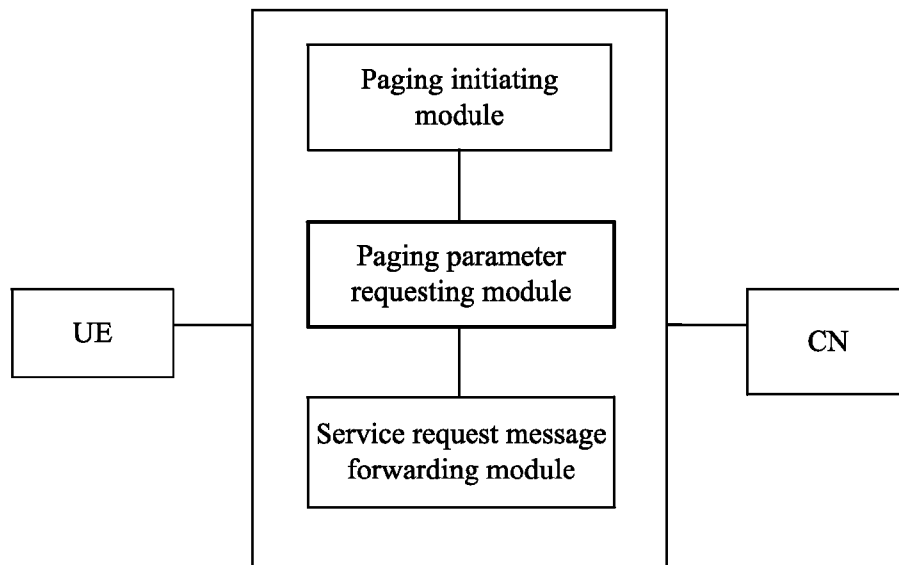 Paging initiating
module
Paging parameter
requesting module
UE
CN
Service request message
forwarding module